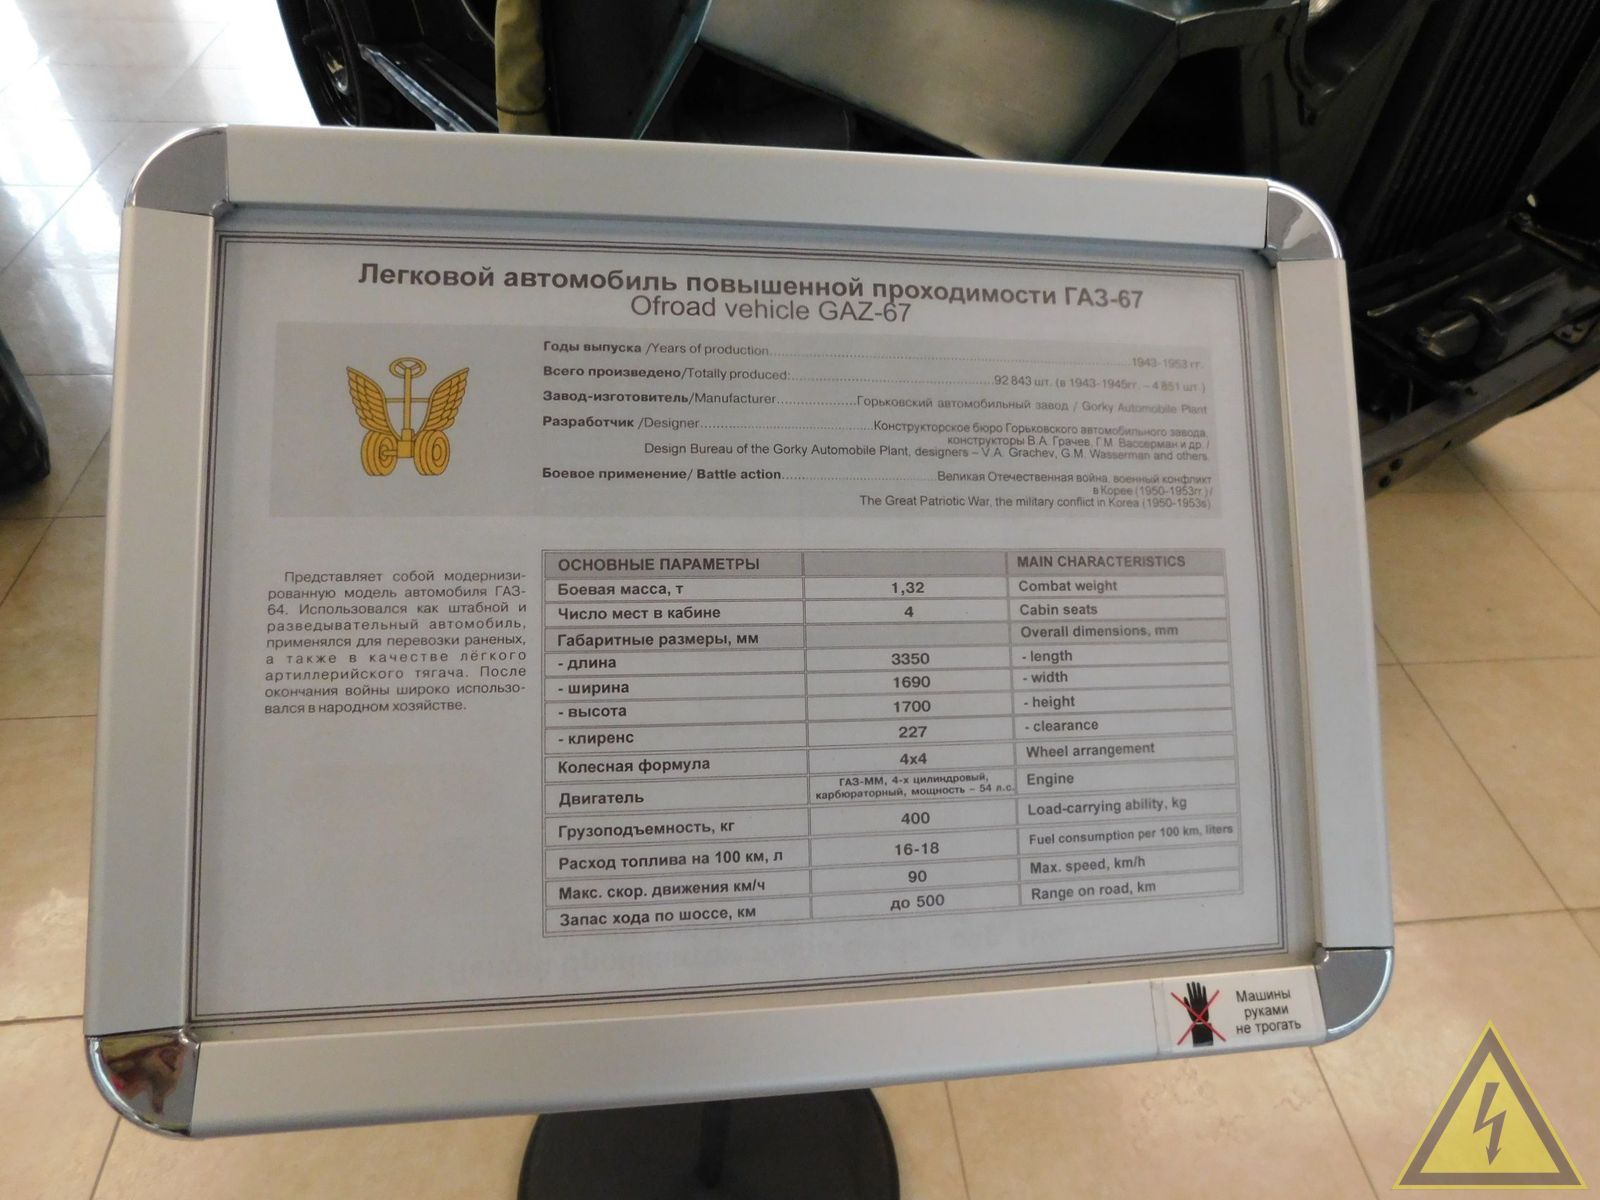 Легковой автомобиль повышенной проходимости ГАЗ-67
Ofroad vehicle GAZ-67
Годы выпуска /Years of production..........1943-1953 гг.
Всего произведено/Totally produced:..........92 843 шт. (в 1943-1945гг. – 4 851 шт.)
Завод-изготовитель/Manufacturer..........Горьковский автомобильный завод / Gorky Automobile Plant
Разработчик /Designer..........Конструкторское бюро Горьковского автомобильного завода,
конструкторы В.А. Грачев, Г.М. Вассерман и др. /
Design Bureau of the Gorky Automobile Plant, designers – V.A. Grachev, G.M. Wasserman and others.
Боевое применение/ Battle action..........Великая Отечественная война, военный конфликт
в Корее (1950-1953гг.) /
The Great Patriotic War, the military conflict in Korea (1950-1953s)
Представляет собой модернизи-
рованную модель автомобиля ГАЗ-
64. Использовался как штабной и
разведывательный автомобиль,
применялся для перевозки раненых,
а также в качестве лёгкого
артиллерийского тягача. После
окончания войны широко использо-
вался в народном хозяйстве.
ОСНОВНЫЕ ПАРАМЕТРЫ MAIN CHARACTERISTICS
Боевая масса, т 1,32 Combat weight
Число мест в кабине 4 Cabin seats
Габаритные размеры, мм Overall dimensions, mm
- длина 3350 - length
- ширина 1690 - width
- высота 1700 - height
- клиренс 227 - clearance
Колесная формула 4х4 Wheel arrangement
Двигатель ГАЗ-ММ, 4-х цилиндровый, Engine
карбюраторный, мощность – 54 л.с.
Грузоподъемность, кг 400 Load-carrying ability, kg
Расход топлива на 100 км, л 16-18 Fuel consumption per 100 km, liters
Макс. скор. движения км/ч 90 Max. speed, km/h
Запас хода по шоссе, км до 500 Range on road, km
Машины
руками
не трогать